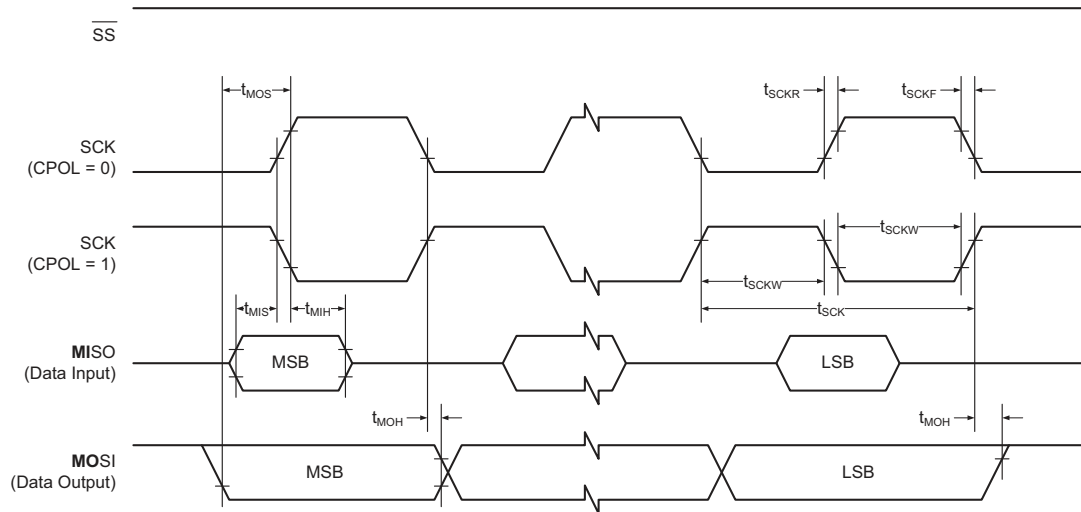 SS
tMOS
tSCKR
tSCKF
SCK
(CPOL = 0)
SCK
(CPOL = 1)
tSCKW
tSCKW
tMIS
tMIH
tSCK
MISO
(Data Input)
MSB
LSB
tMOH
tMOH
MOSI
(Data Output)
MSB
LSB